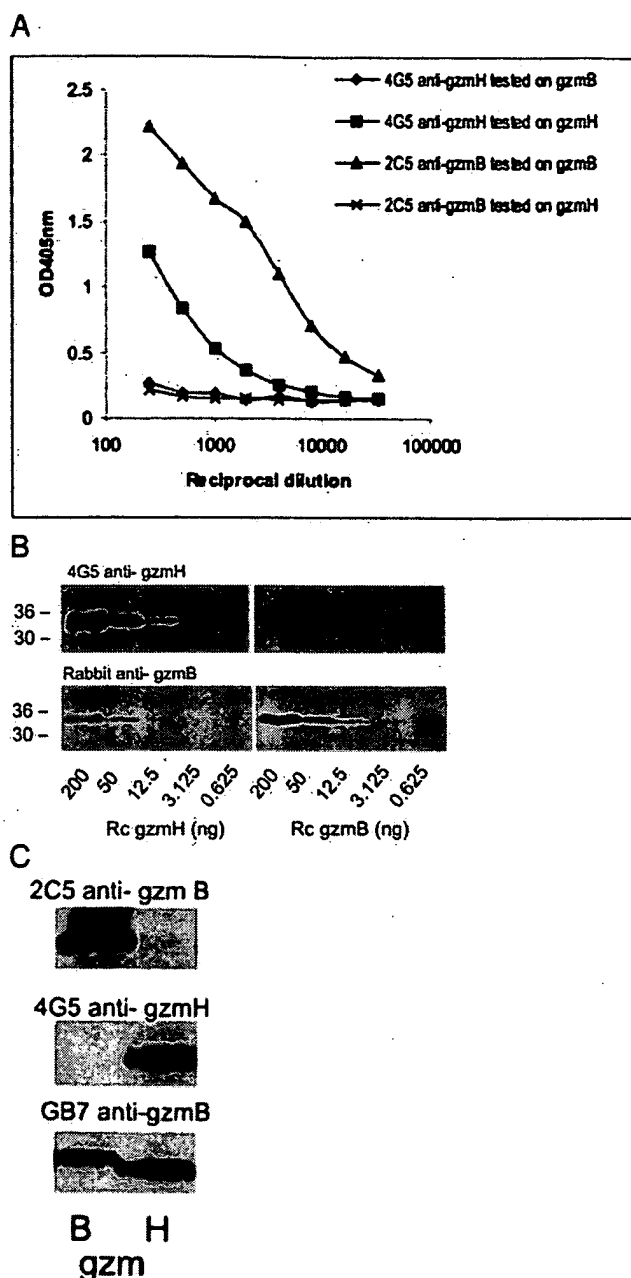 A
2.5
2
1.5
1
0.5
0
OD405nm
100
1000
10000
100000
Reciprocal dilution
4G5 anti-gzmH tested on gzmB
4G5 anti-gzmH tested on gzmH
2C5 anti-gzmB tested on gzmB
2C5 anti-gzmB tested on gzmH
B
4G5 anti- gzmH
36 –
30 –
Rabbit anti- gzmB
36 –
30 –
200 50 12.5 3.125 0.625 200 50 12.5 3.125 0.625
Rc gzmH (ng) Rc gzmB (ng)
C
2C5 anti- gzm B
4G5 anti- gzmH
GB7 anti-gzmB
B H
gzm